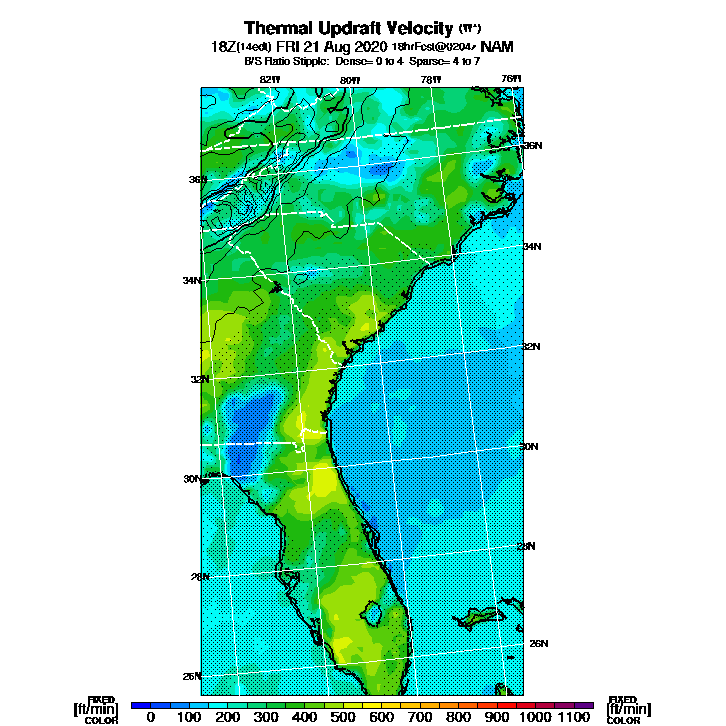 Thermal Updraft Velocity (W*)
18Z(14edt) FRI 21 Aug 2020 18hrFcst@0204z NAM
B/S Ratio Stipple: Dense= 0 to 4 Sparse= 4 to 7
82W 80W 78W 76W
36N
36N
34N
34N
32N
32N
30N
30N
28N
28N
26N
26N
FIXED
[ft/min]
COLOR
0 100 200 300 400 500 600 700 800 900 1000 1100
FIXED
[ft/min]
COLOR